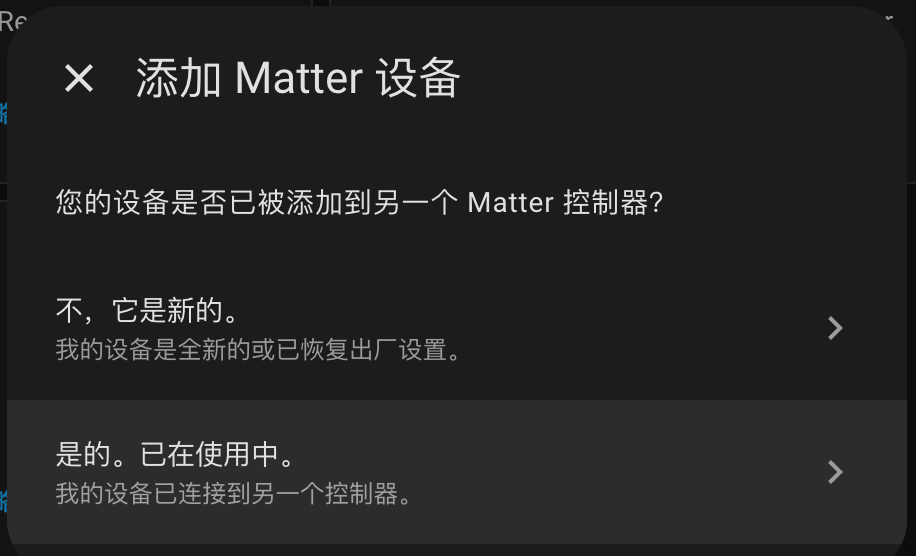 Re
添加 Matter 设备
您的设备是否已被添加到另一个 Matter 控制器?
不，它是新的。
我的设备是全新的或已恢复出厂设置。
是的。已在使用中。
我的设备已连接到另一个控制器。